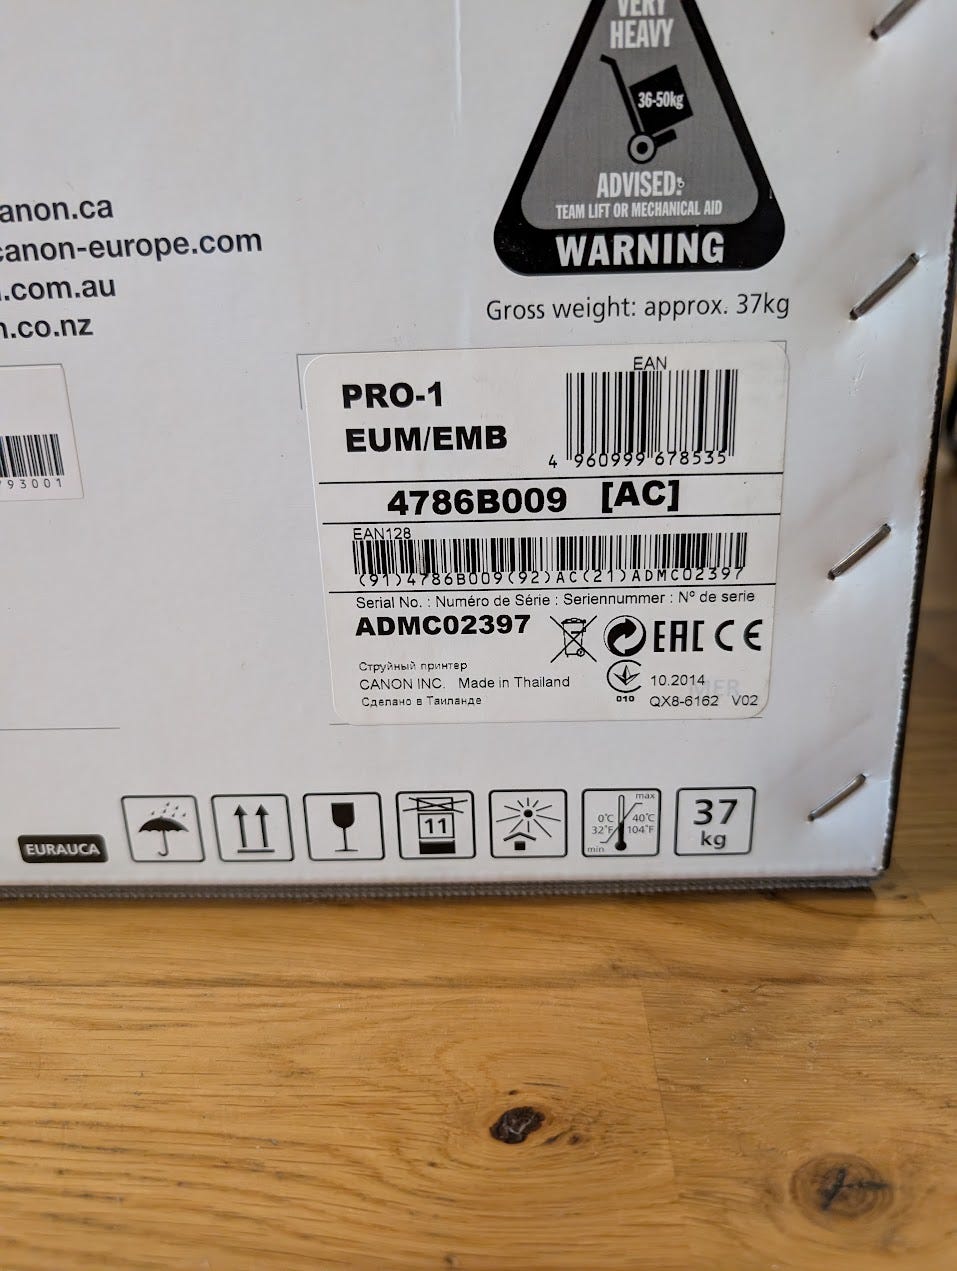 VERY
HEAVY
36-50kg
ADVISED:
TEAM LIFT OR MECHANICAL AID
WARNING
Gross weight: approx. 37kg
anon.ca
canon-europe.com
.com.au
n.co.nz
93001
PRO-1
EUM/EMB
EAN
4 960999 678535
4786B009 [AC]
EAN128
(91)4786B009(92)AC(21)ADMC02397
Serial No. : Numéro de Série : Seriennummer : Nº de serie
ADMC02397
EAC CE
Струйный принтер
CANON INC. Made in Thailand
Сделано в Таиланде
010
10.2014
MER
QX8-6162 V02
EURAUCA
11
max
0℃ 40℃
32°F 104°F
min
37
kg